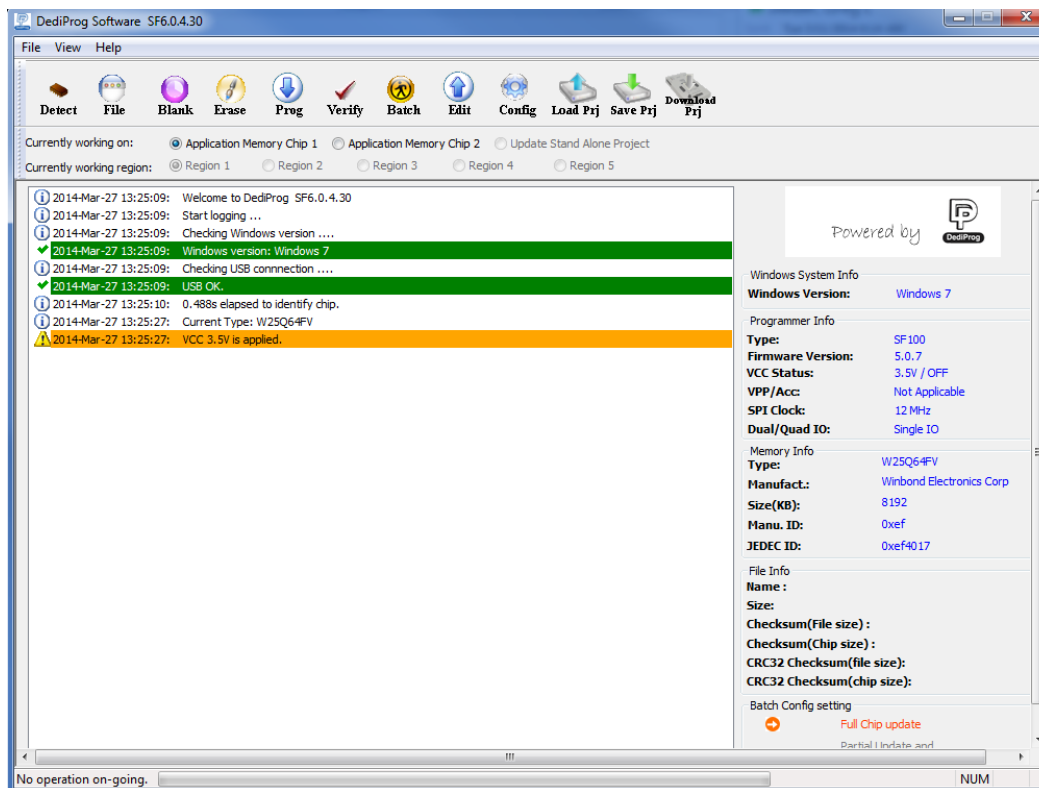 DediProg Software SF6.0.4.30
File View Help
Detect File Blank Erase Prog Verify Batch Edit Config Load Prj Save Prj Download Prj
Currently working on: Application Memory Chip 1 Application Memory Chip 2 Update Stand Alone Project
Currently working region: Region 1 Region 2 Region 3 Region 4 Region 5
2014-Mar-27 13:25:09: Welcome to DediProg SF6.0.4.30
2014-Mar-27 13:25:09: Start logging ...
2014-Mar-27 13:25:09: Checking Windows version ....
2014-Mar-27 13:25:09: Windows version: Windows 7
2014-Mar-27 13:25:09: Checking USB connnection ....
2014-Mar-27 13:25:09: USB OK.
2014-Mar-27 13:25:10: 0.488s elapsed to identify chip.
2014-Mar-27 13:25:27: Current Type: W25Q64FV
2014-Mar-27 13:25:27: VCC 3.5V is applied.
Powered by DediProg
Windows System Info
Windows Version: Windows 7
Programmer Info
Type: SF100
Firmware Version: 5.0.7
VCC Status: 3.5V / OFF
VPP/Acc: Not Applicable
SPI Clock: 12 MHz
Dual/Quad IO: Single IO
Memory Info
Type: W25Q64FV
Manufact.: Winbond Electronics Corp
Size(KB): 8192
Manu. ID: 0xef
JEDEC ID: 0xef4017
File Info
Name :
Size:
Checksum(File size) :
Checksum(Chip size) :
CRC32 Checksum(file size):
CRC32 Checksum(chip size):
Batch Config setting
Full Chip update
Partial Update and
No operation on-going. NUM